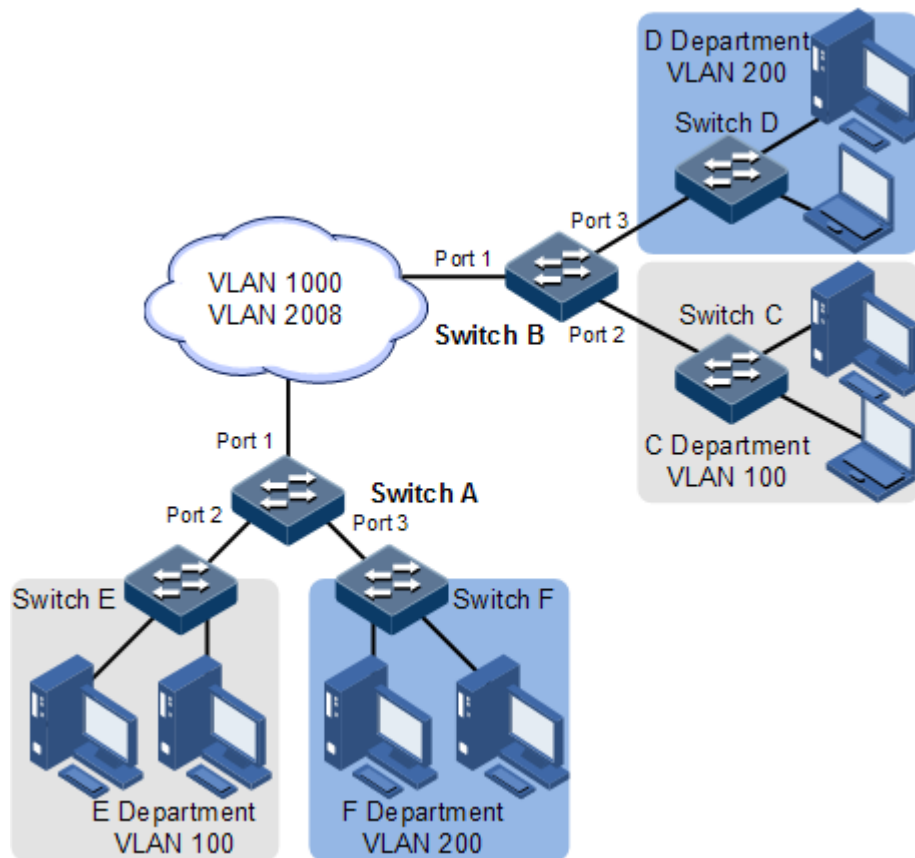 D Department
VLAN 200
Switch D
Port 3
Port 1
VLAN 1000
VLAN 2008
Switch B
Port 2
Switch C
C Department
VLAN 100
Port 1
Switch A
Port 2
Port 3
Switch E
Switch F
E Department
VLAN 100
F Department
VLAN 200